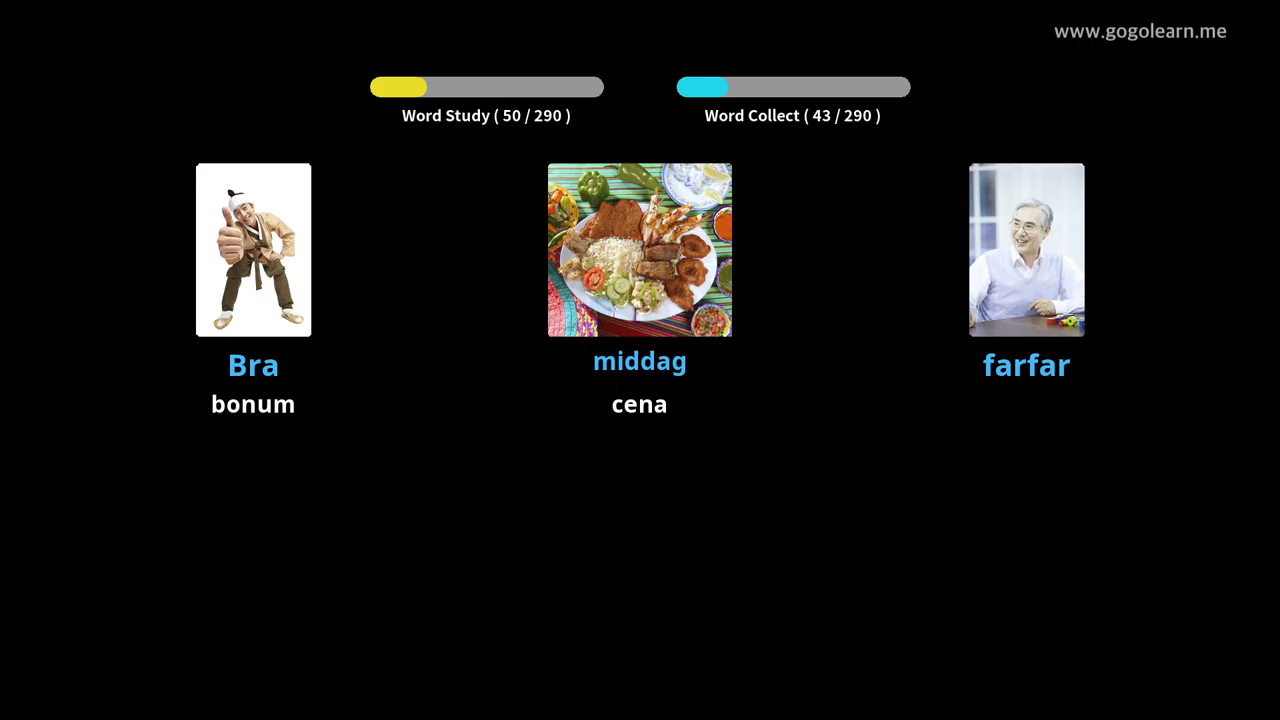 www.gogolearn.me
Word Study ( 50 / 290 )
Word Collect ( 43 / 290 )
Bra
middag
farfar
bonum
cena